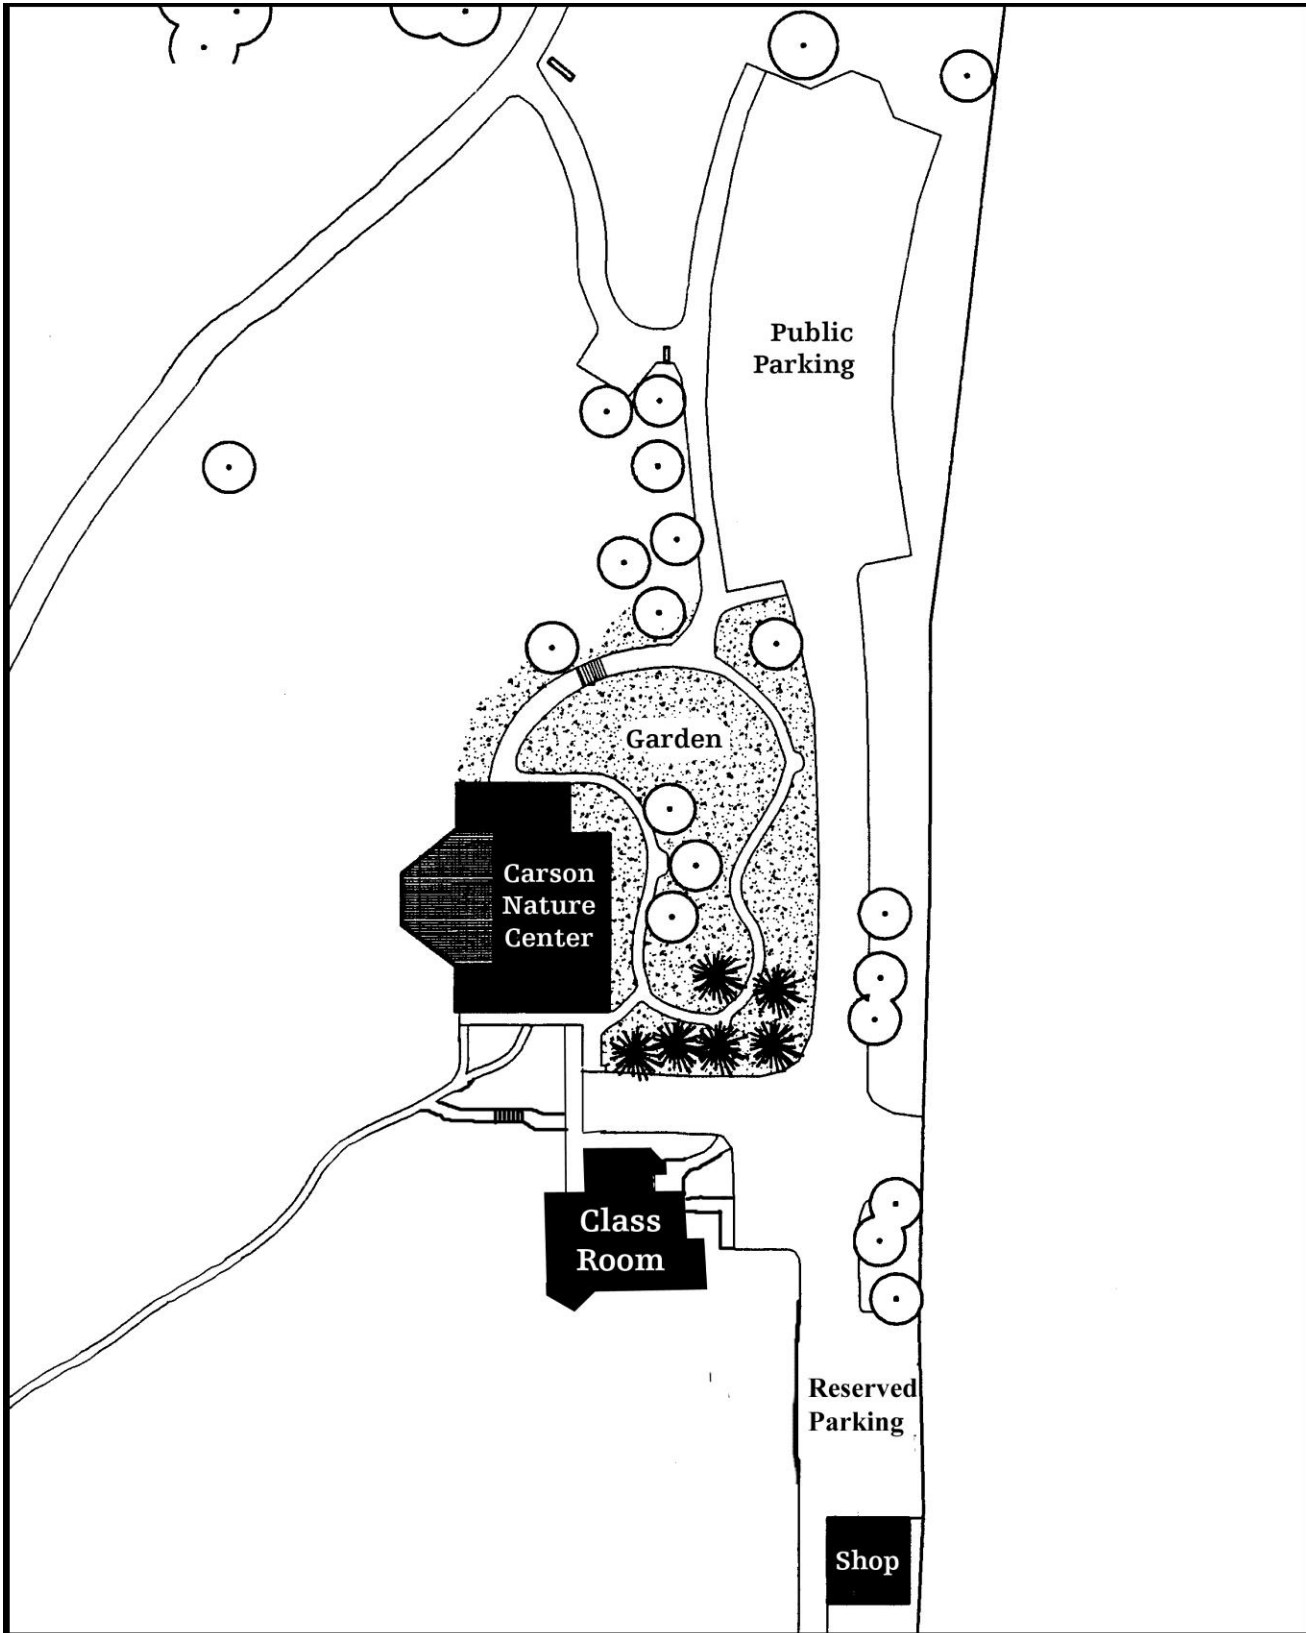 Public
Parking
Garden
Carson
Nature
Center
Class
Room
Reserved
Parking
Shop